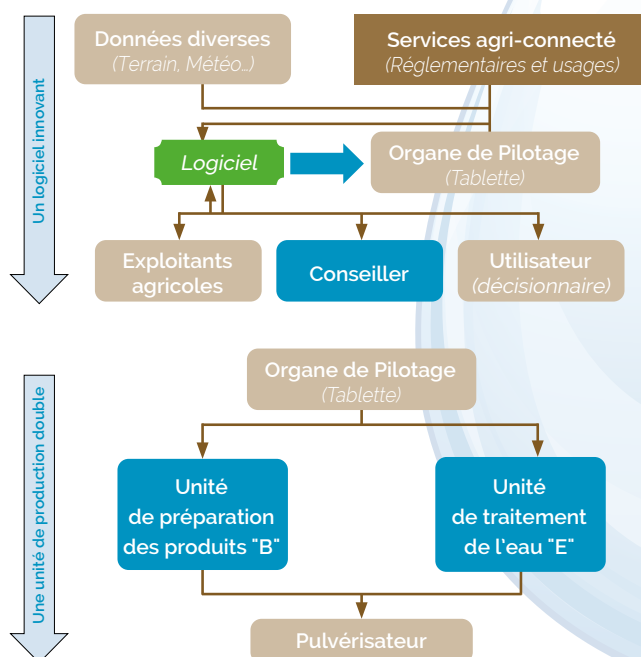 Données diverses
(Terrain, Météo...)
Services agri-connecté
(Réglementaires et usages)
Un logiciel innovant
Logiciel
Organe de Pilotage
(Tablette)
Exploitants
agricoles
Conseiller
Utilisateur
(décisionnaire)
Une unité de production double
Organe de Pilotage
(Tablette)
Unité
de préparation
des produits "B"
Unité
de traitement
de l'eau "E"
Pulvérisateur